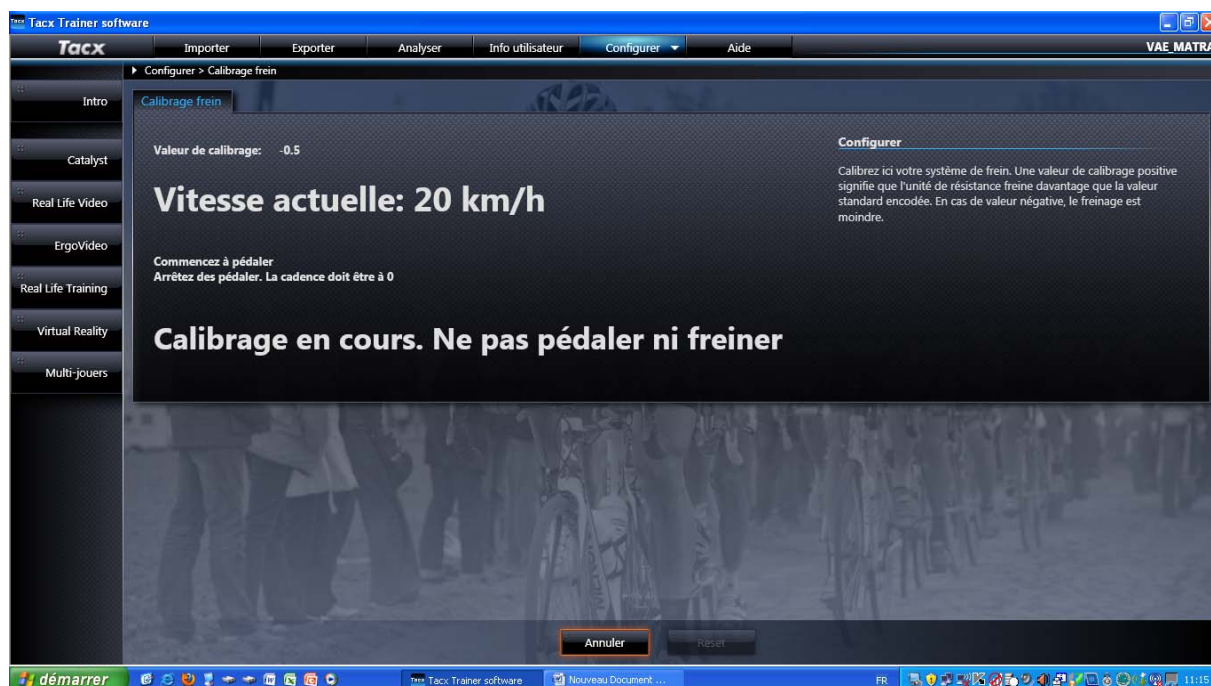 Tacx Trainer software
Tacx
Importer
Exporter
Analyser
Info utilisateur
Configurer
Aide
VAE_MATRA
Configurer > Calibrage frein
Intro
Catalyst
Real Life Video
ErgoVideo
Real Life Training
Virtual Reality
Multi-jouers
Calibrage frein
Valeur de calibrage: -0.5
Vitesse actuelle: 20 km/h
Commencez à pédaler
Arrêtez des pédaler. La cadence doit être à 0
Calibrage en cours. Ne pas pédaler ni freiner
Configurer
Calibrez ici votre système de frein. Une valeur de calibrage positive
signifie que l'unité de résistance freine davantage que la valeur
standard encodée. En cas de valeur négative, le freinage est
moindre.
Annuler
Reset
démarrer
Tacx Trainer software
Nouveau Document ...
FR
11:15